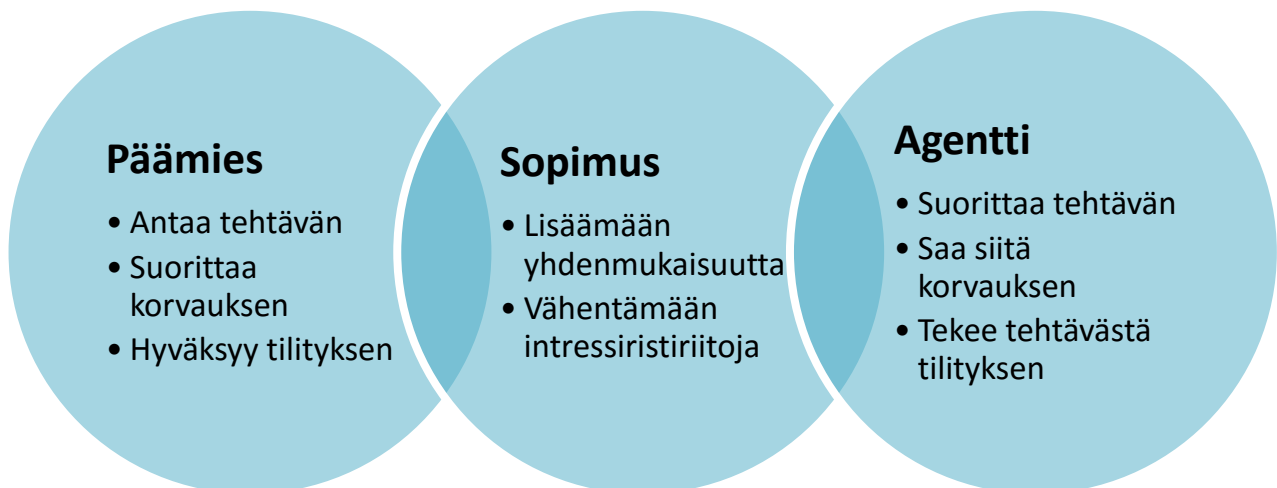 Päämies
• Antaa tehtävän
• Suorittaa
korvauksen
• Hyväksyy tilityksen
Sopimus
• Lisäämään
yhdenmukaisuutta
• Vähentämään
intressiristiriitoja
Agentti
• Suorittaa tehtävän
• Saa siitä
korvauksen
• Tekee tehtävästä
tilityksen